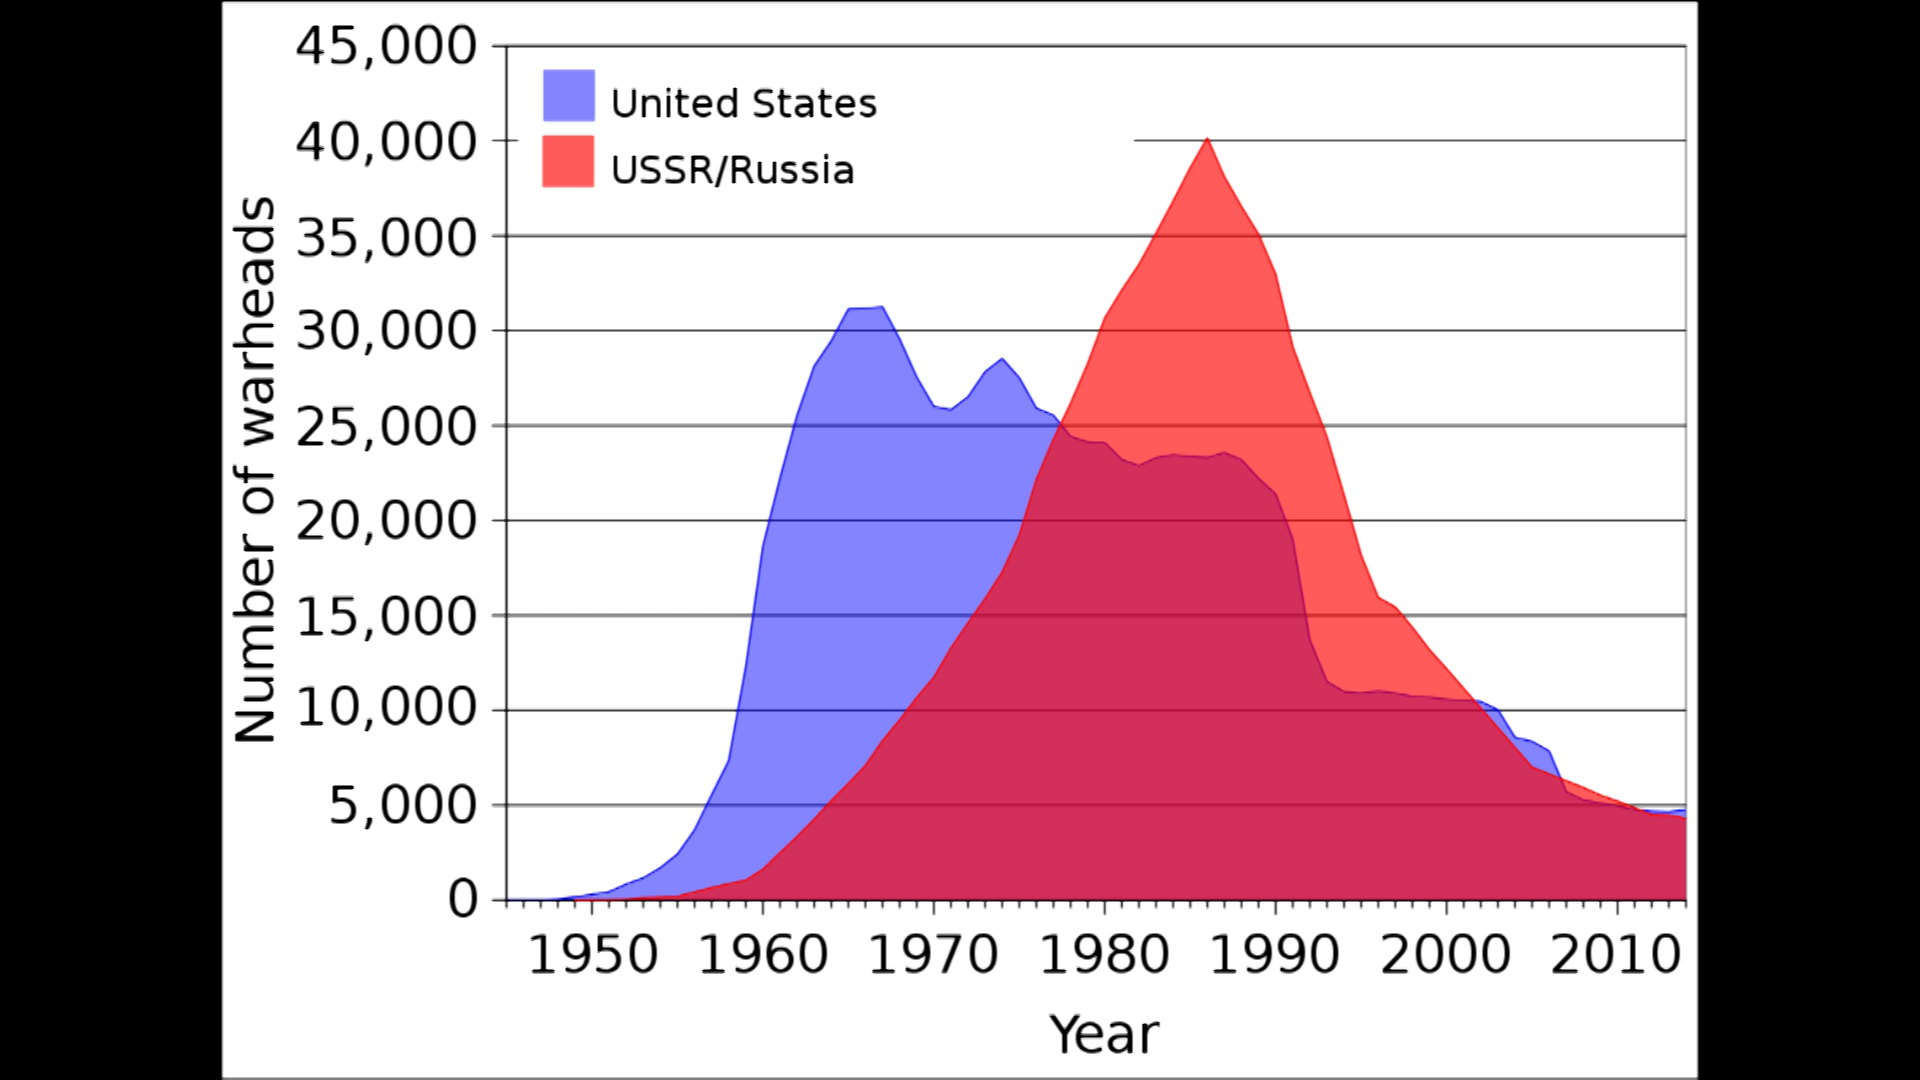 45,000
40,000
35,000
30,000
25,000
20,000
15,000
10,000
5,000
0
United States
USSR/Russia
Number of warheads
1950 1960 1970 1980 1990 2000 2010
Year